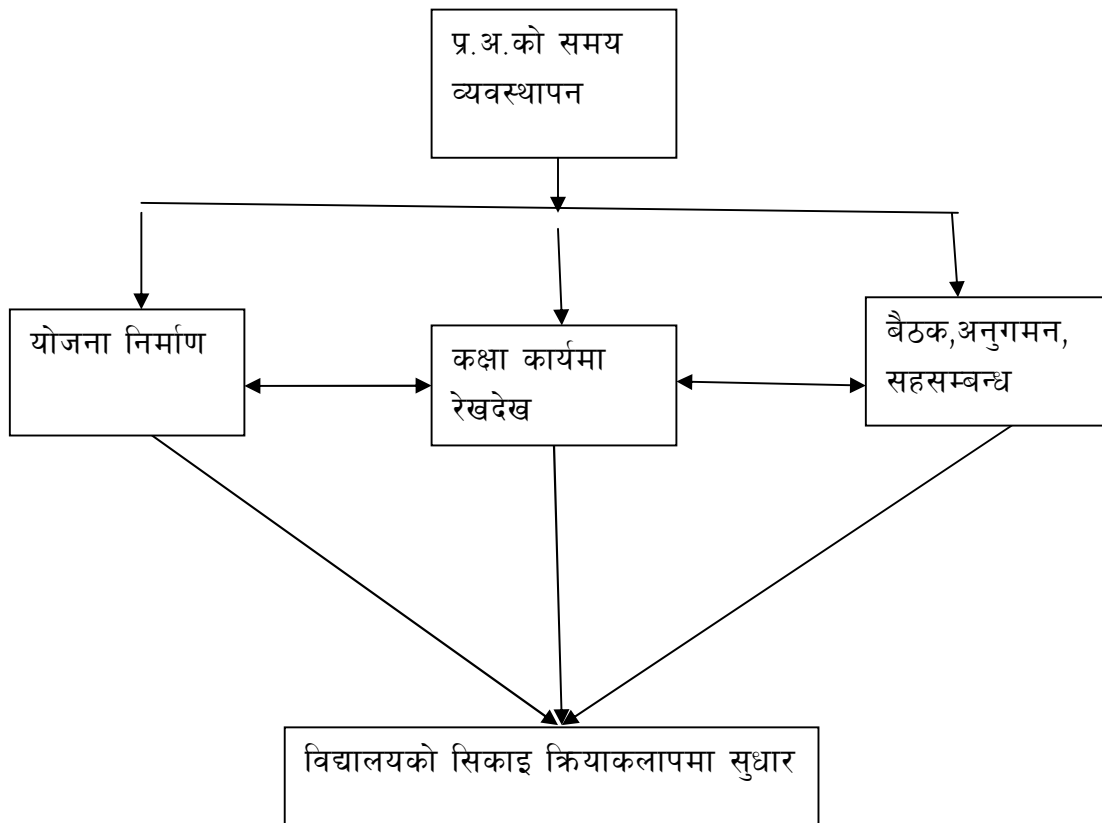 प्र.अ.को समय
व्यवस्थापन
योजना निर्माण
कक्षा कार्यमा
रेखदेख
बैठक,अनुगमन,
सहसम्बन्ध
विद्यालयको सिकाइ क्रियाकलापमा सुधार